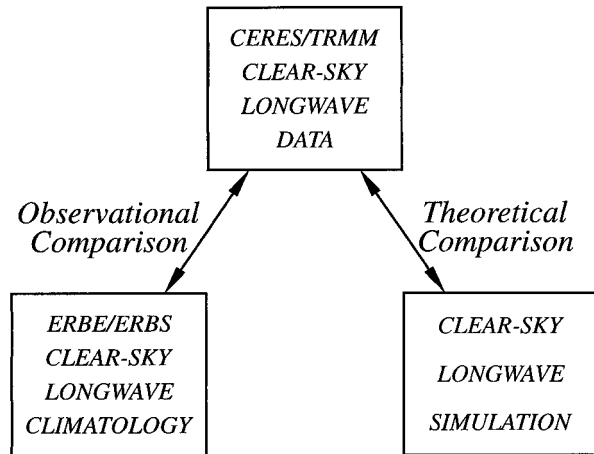 CERES/TRMM
CLEAR-SKY
LONGWAVE
DATA
Observational
Comparison
Theoretical
Comparison
ERBE/ERBS
CLEAR-SKY
LONGWAVE
CLIMATOLOGY
CLEAR-SKY
LONGWAVE
SIMULATION